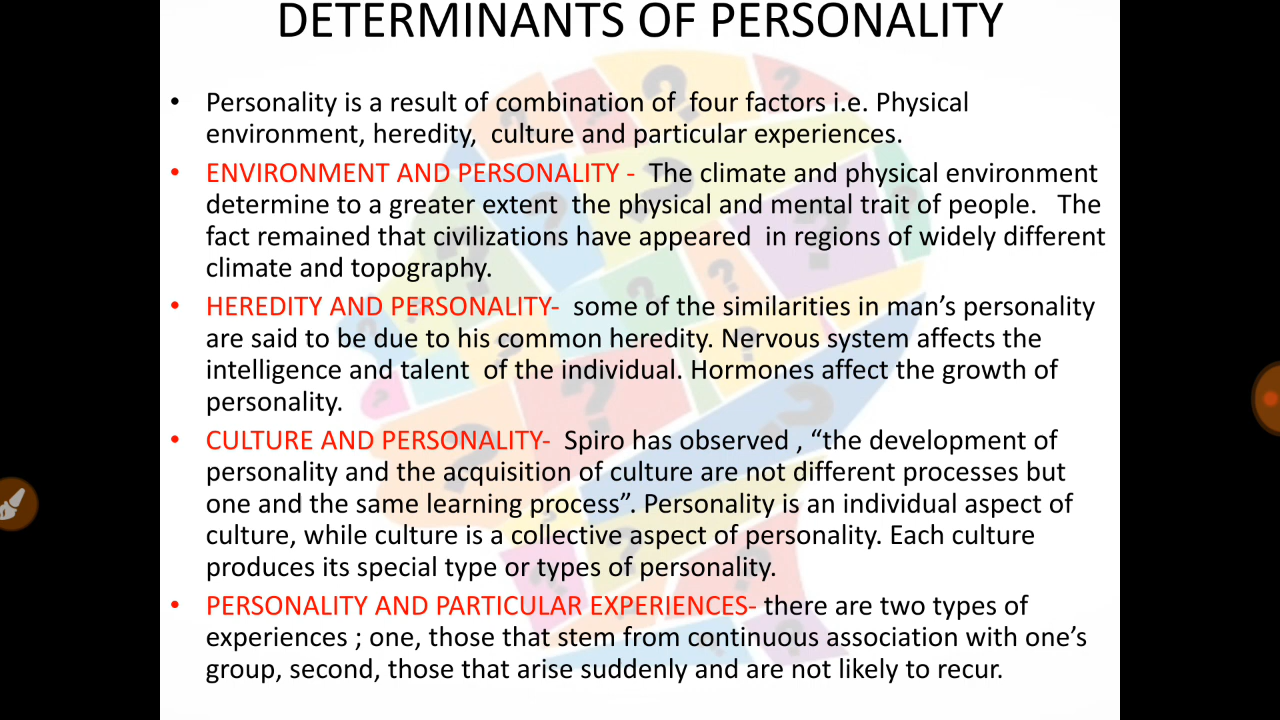 DETERMINANTS OF PERSONALITY
• Personality is a result of combination of four factors i.e. Physical
environment, heredity, culture and particular experiences.
• ENVIRONMENT AND PERSONALITY - The climate and physical environment
determine to a greater extent the physical and mental trait of people. The
fact remained that civilizations have appeared in regions of widely different
climate and topography.
• HEREDITY AND PERSONALITY- some of the similarities in man’s personality
are said to be due to his common heredity. Nervous system affects the
intelligence and talent of the individual. Hormones affect the growth of
personality.
• CULTURE AND PERSONALITY- Spiro has observed , “the development of
personality and the acquisition of culture are not different processes but
one and the same learning process”. Personality is an individual aspect of
culture, while culture is a collective aspect of personality. Each culture
produces its special type or types of personality.
• PERSONALITY AND PARTICULAR EXPERIENCES- there are two types of
experiences ; one, those that stem from continuous association with one’s
group, second, those that arise suddenly and are not likely to recur.